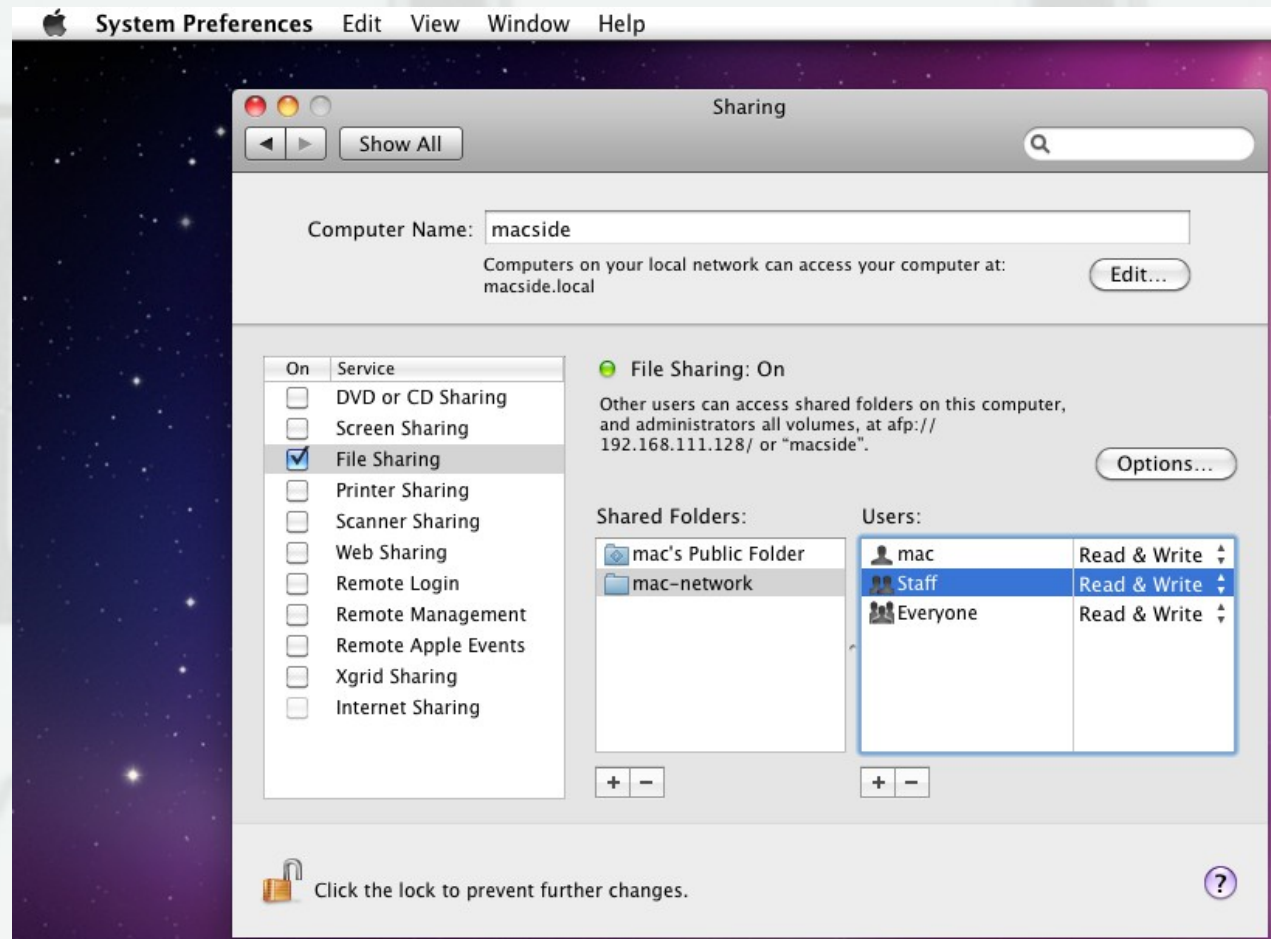 System Preferences Edit View Window Help
Sharing
Show All
Computer Name: macside
Computers on your local network can access your computer at:
macside.local
Edit...
On Service
DVD or CD Sharing
Screen Sharing
File Sharing
Printer Sharing
Scanner Sharing
Web Sharing
Remote Login
Remote Management
Remote Apple Events
Xgrid Sharing
Internet Sharing
File Sharing: On
Other users can access shared folders on this computer,
and administrators all volumes, at afp://
192.168.111.128/ or “macside”.
Options...
Shared Folders:
mac's Public Folder
mac-network
Users:
mac Read & Write
Staff Read & Write
Everyone Read & Write
+ −
+ −
Click the lock to prevent further changes.
?